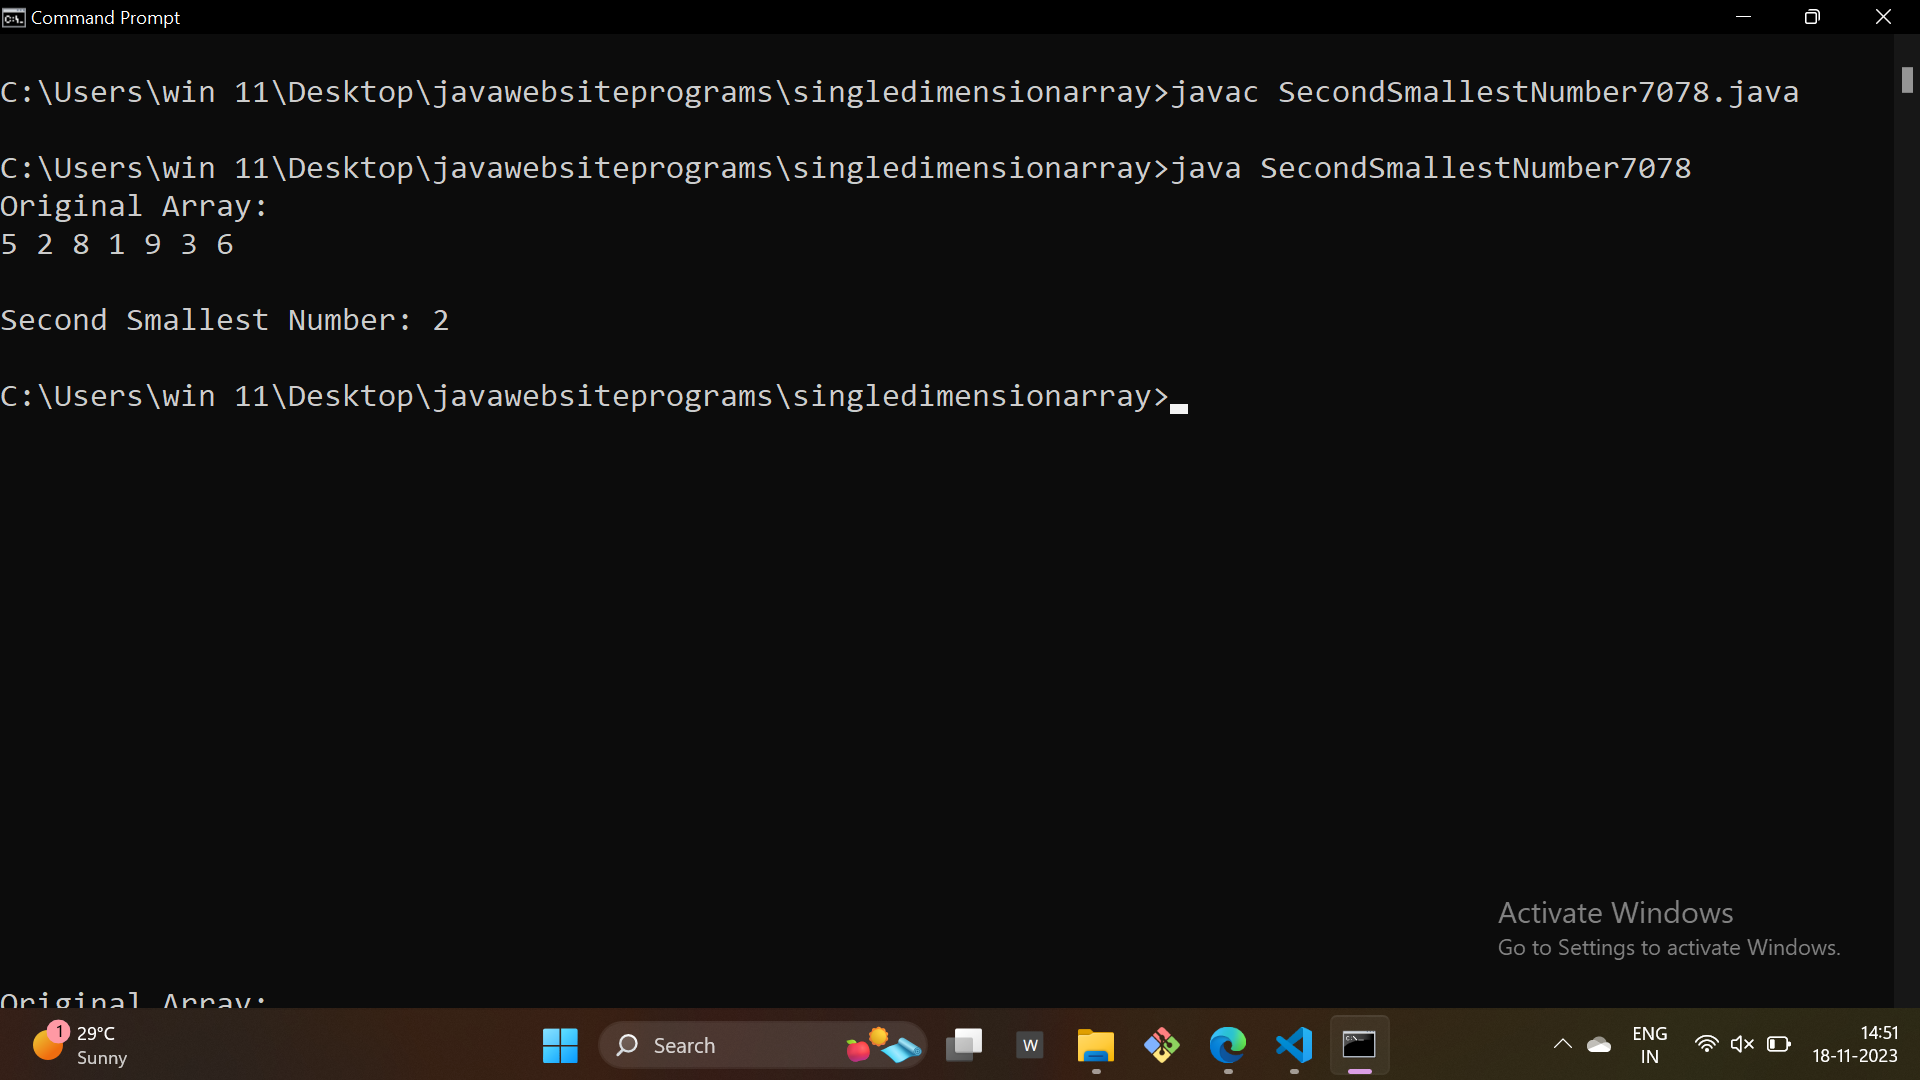 Command Prompt
C:\Users\win 11\Desktop\javawebsiteprograms\singledimensionarray>javac SecondSmallestNumber7078.java
C:\Users\win 11\Desktop\javawebsiteprograms\singledimensionarray>java SecondSmallestNumber7078
Original Array:
5 2 8 1 9 3 6
Second Smallest Number: 2
C:\Users\win 11\Desktop\javawebsiteprograms\singledimensionarray>
Activate Windows
Go to Settings to activate Windows.
Original Array:
1
29°C
Sunny
Search
W
ENG
IN
14:51
18-11-2023